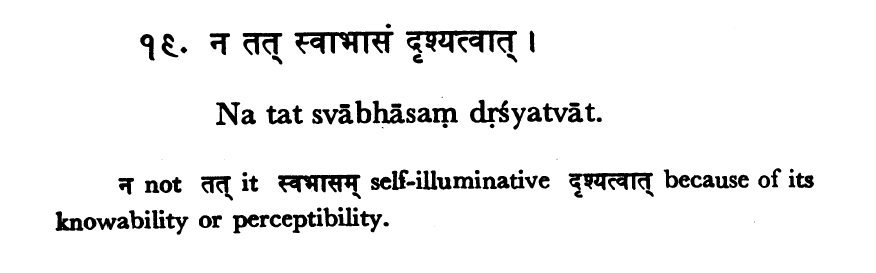 १९. न तत् स्वाभासं दृश्यत्वात् ।
Na tat svābhāsaṃ dṛśyatvāt.
न not तत् it स्वभासम् self-illuminative दृश्यत्वात् because of its
knowability or perceptibility.